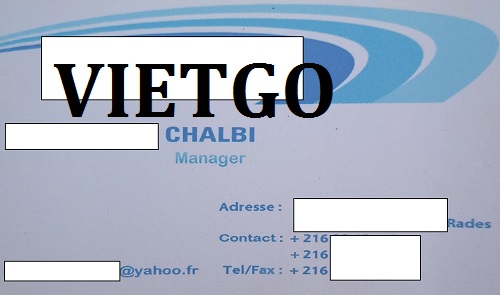 VIETGO
CHALBI
Manager
Adresse :
Rades
Contact : + 216
+ 216
@yahoo.fr Tel/Fax : + 216